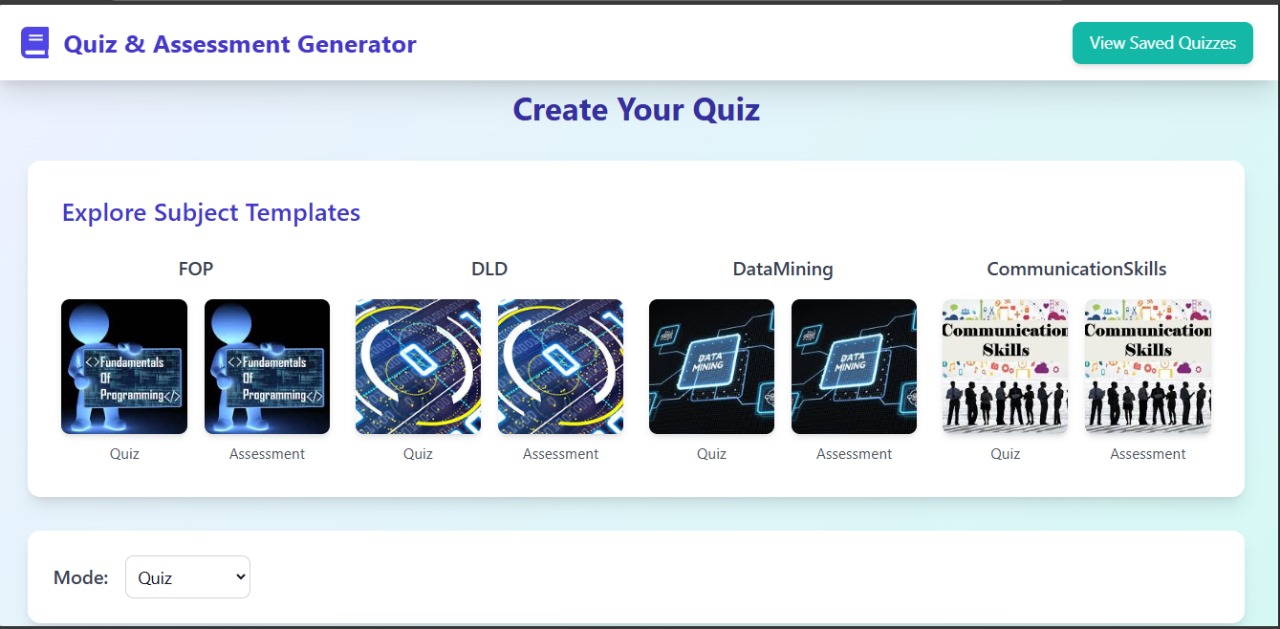 Quiz & Assessment Generator
View Saved Quizzes
Create Your Quiz
Explore Subject Templates
FOP
DLD
DataMining
CommunicationSkills
<>Fundamentals
Of
Programming</>
<>Fundamentals
Of
Programming</>
DATA
MINING
DATA
MINING
Communication
Skills
Communication
Skills
Quiz
Assessment
Quiz
Assessment
Quiz
Assessment
Quiz
Assessment
Mode:
Quiz